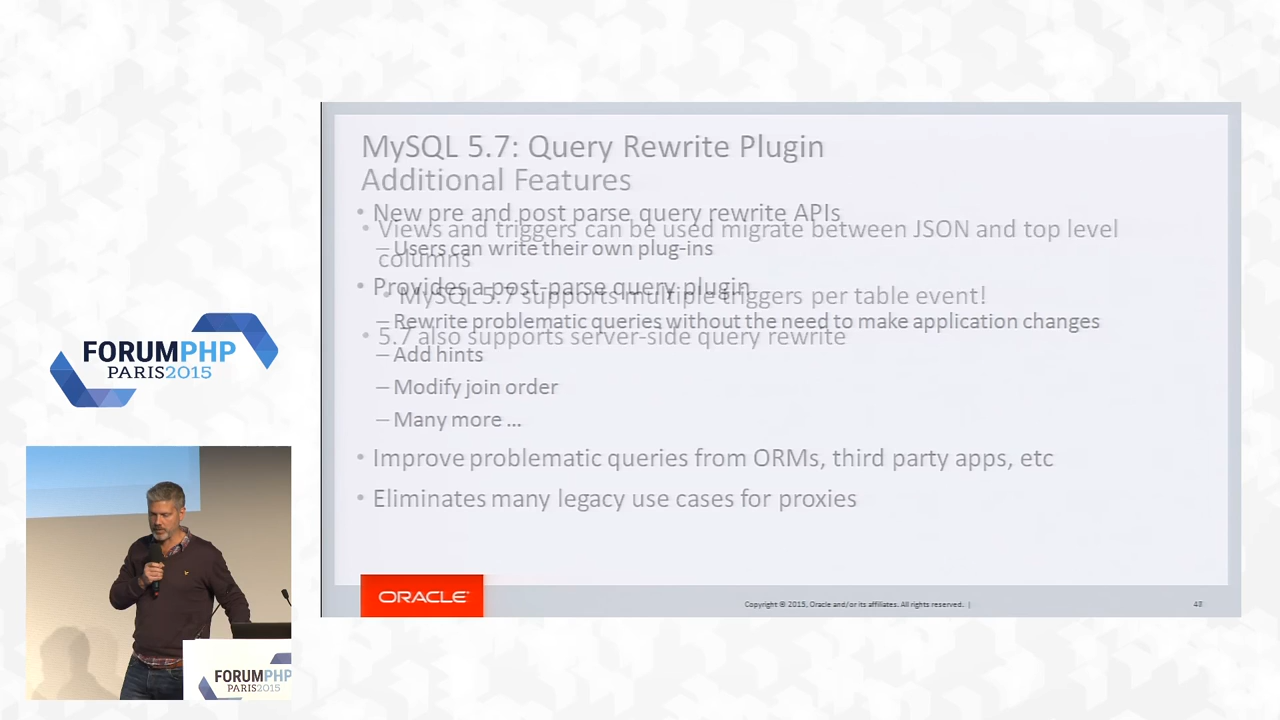 MySQL 5.7: Query Rewrite Plugin
Additional Features
• New pre and post parse query rewrite APIs
• Views and triggers can be used migrate between JSON and top level
– Users can write their own plug-ins
columns
• Provides a post-parse query plugin
• MySQL 5.7 supports multiple triggers per table event!
– Rewrite problematic queries without the need to make application changes
• 5.7 also supports server-side query rewrite
– Add hints
– Modify join order
– Many more ...
• Improve problematic queries from ORMs, third party apps, etc
• Eliminates many legacy use cases for proxies
ORACLE
Copyright © 2015, Oracle and/or its affiliates. All rights reserved. |
FORUMPHP
PARIS2015
FORUMPHP
PARIS2015